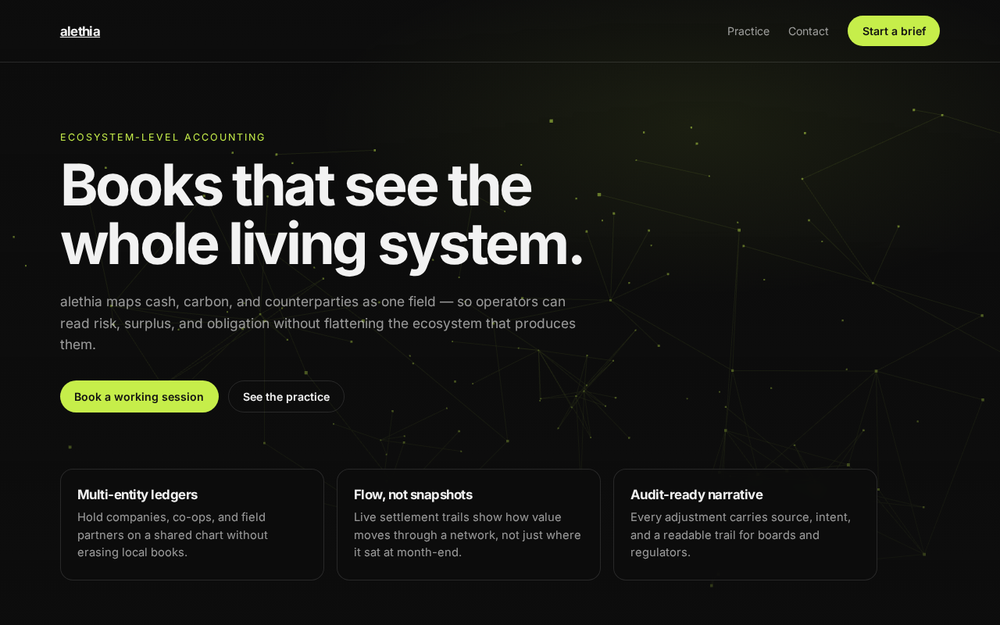 alethia
Practice
Contact
Start a brief
ECOSYSTEM-LEVEL ACCOUNTING
Books that see the
whole living system.
alethia maps cash, carbon, and counterparties as one field — so operators can
read risk, surplus, and obligation without flattening the ecosystem that produces
them.
Book a working session
See the practice
Multi-entity ledgers
Hold companies, co-ops, and field
partners on a shared chart without
erasing local books.
Flow, not snapshots
Live settlement trails show how value
moves through a network, not just where
it sat at month-end.
Audit-ready narrative
Every adjustment carries source, intent,
and a readable trail for boards and
regulators.